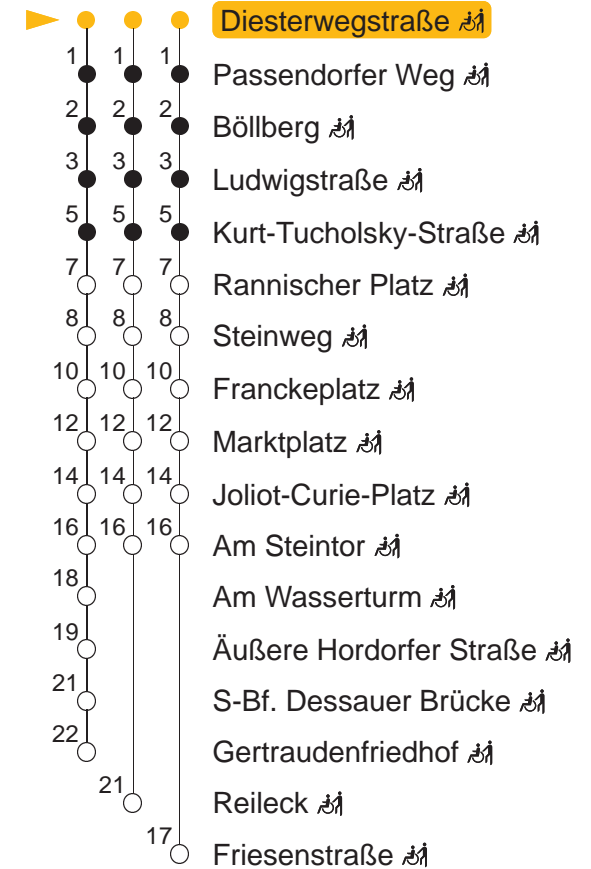 Diesterwegstraße
1 1 1 Passendorfer Weg
2 2 2 Böllberg
3 3 3 Ludwigstraße
5 5 5 Kurt-Tucholsky-Straße
7 7 7 Rannischer Platz
8 8 8 Steinweg
10 10 10 Franckeplatz
12 12 12 Marktplatz
14 14 14 Joliot-Curie-Platz
16 16 16 Am Steintor
18 Am Wasserturm
19 Äußere Hordorfer Straße
21 S-Bf. Dessauer Brücke
22 Gertraudenfriedhof
21 Reileck
17 Friesenstraße